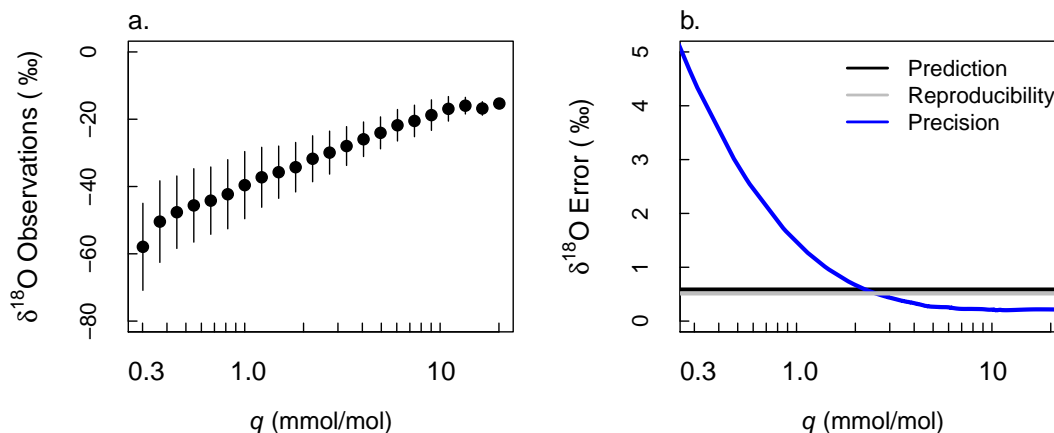 a.
δ18O Observations ( ‰)
0
−20
−40
−60
−80
0.3
1.0
10
q (mmol/mol)
b.
δ18O Error ( ‰)
5
4
3
2
1
0
Prediction
Reproducibility
Precision
0.3
1.0
10
q (mmol/mol)